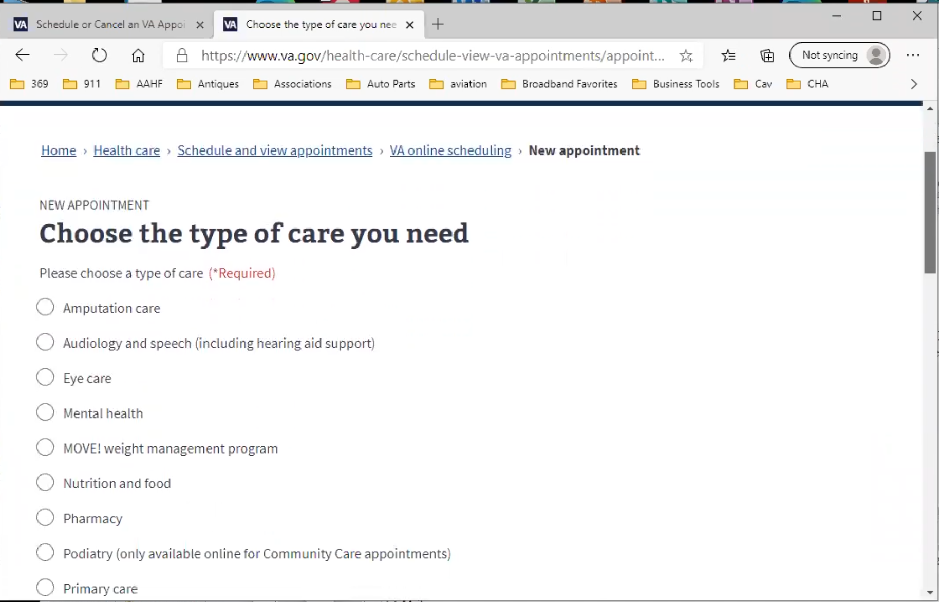 VA Schedule or Cancel an VA Appoi
VA Choose the type of care you nee
https://www.va.gov/health-care/schedule-view-va-appointments/appoint...
Not syncing
369 911 AAHF Antiques Associations Auto Parts aviation Broadband Favorites Business Tools Cav CHA
Home › Health care › Schedule and view appointments › VA online scheduling › New appointment
NEW APPOINTMENT
Choose the type of care you need
Please choose a type of care (*Required)
Amputation care
Audiology and speech (including hearing aid support)
Eye care
Mental health
MOVE! weight management program
Nutrition and food
Pharmacy
Podiatry (only available online for Community Care appointments)
Primary care